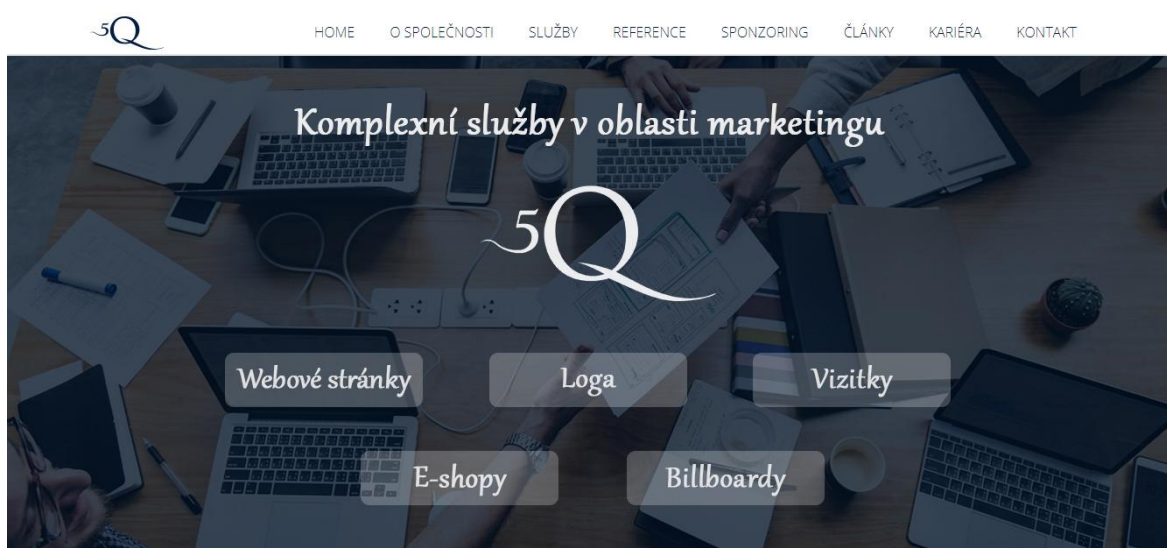 5Q
HOME O SPOLEČNOSTI SLUŽBY REFERENCE SPONZORING ČLÁNKY KARIÉRA KONTAKT
Komplexní služby v oblasti marketingu
5Q
Webové stránky Loga Vizitky
E-shopy Billboardy